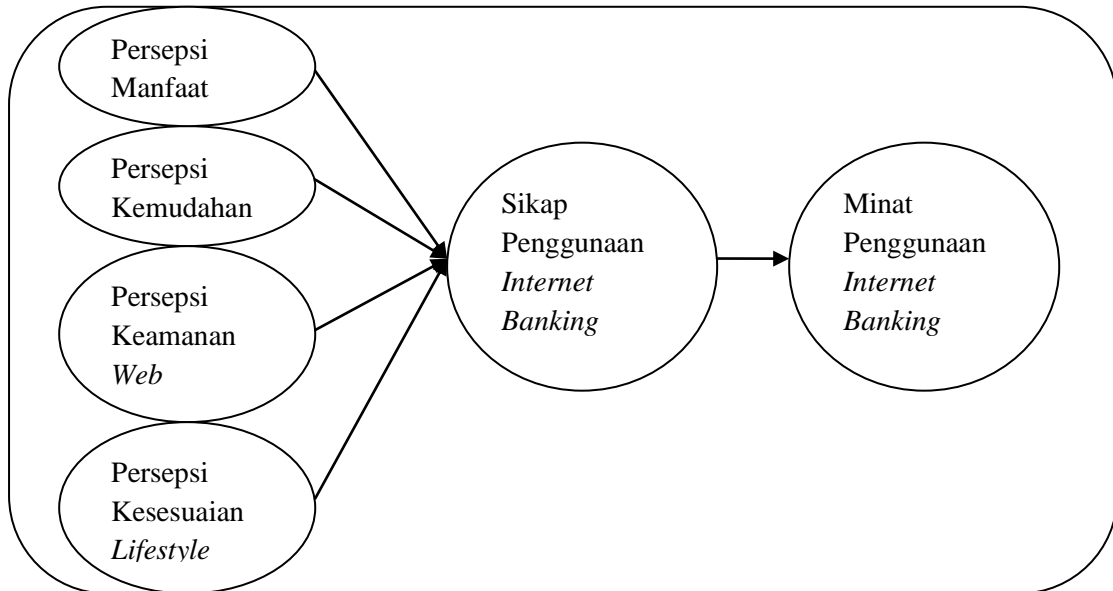 Persepsi
Manfaat
Persepsi
Kemudahan
Persepsi
Keamanan
Web
Persepsi
Kesesuaian
Lifestyle
Sikap
Penggunaan
Internet
Banking
Minat
Penggunaan
Internet
Banking